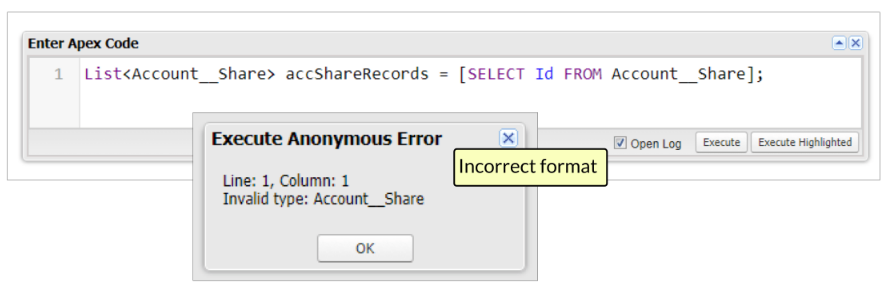 Enter Apex Code
1 List<Account__Share> accShareRecords = [SELECT Id FROM Account__Share];
Execute Anonymous Error
Open Log Execute Execute Highlighted
Incorrect format
Line: 1, Column: 1
Invalid type: Account__Share
OK